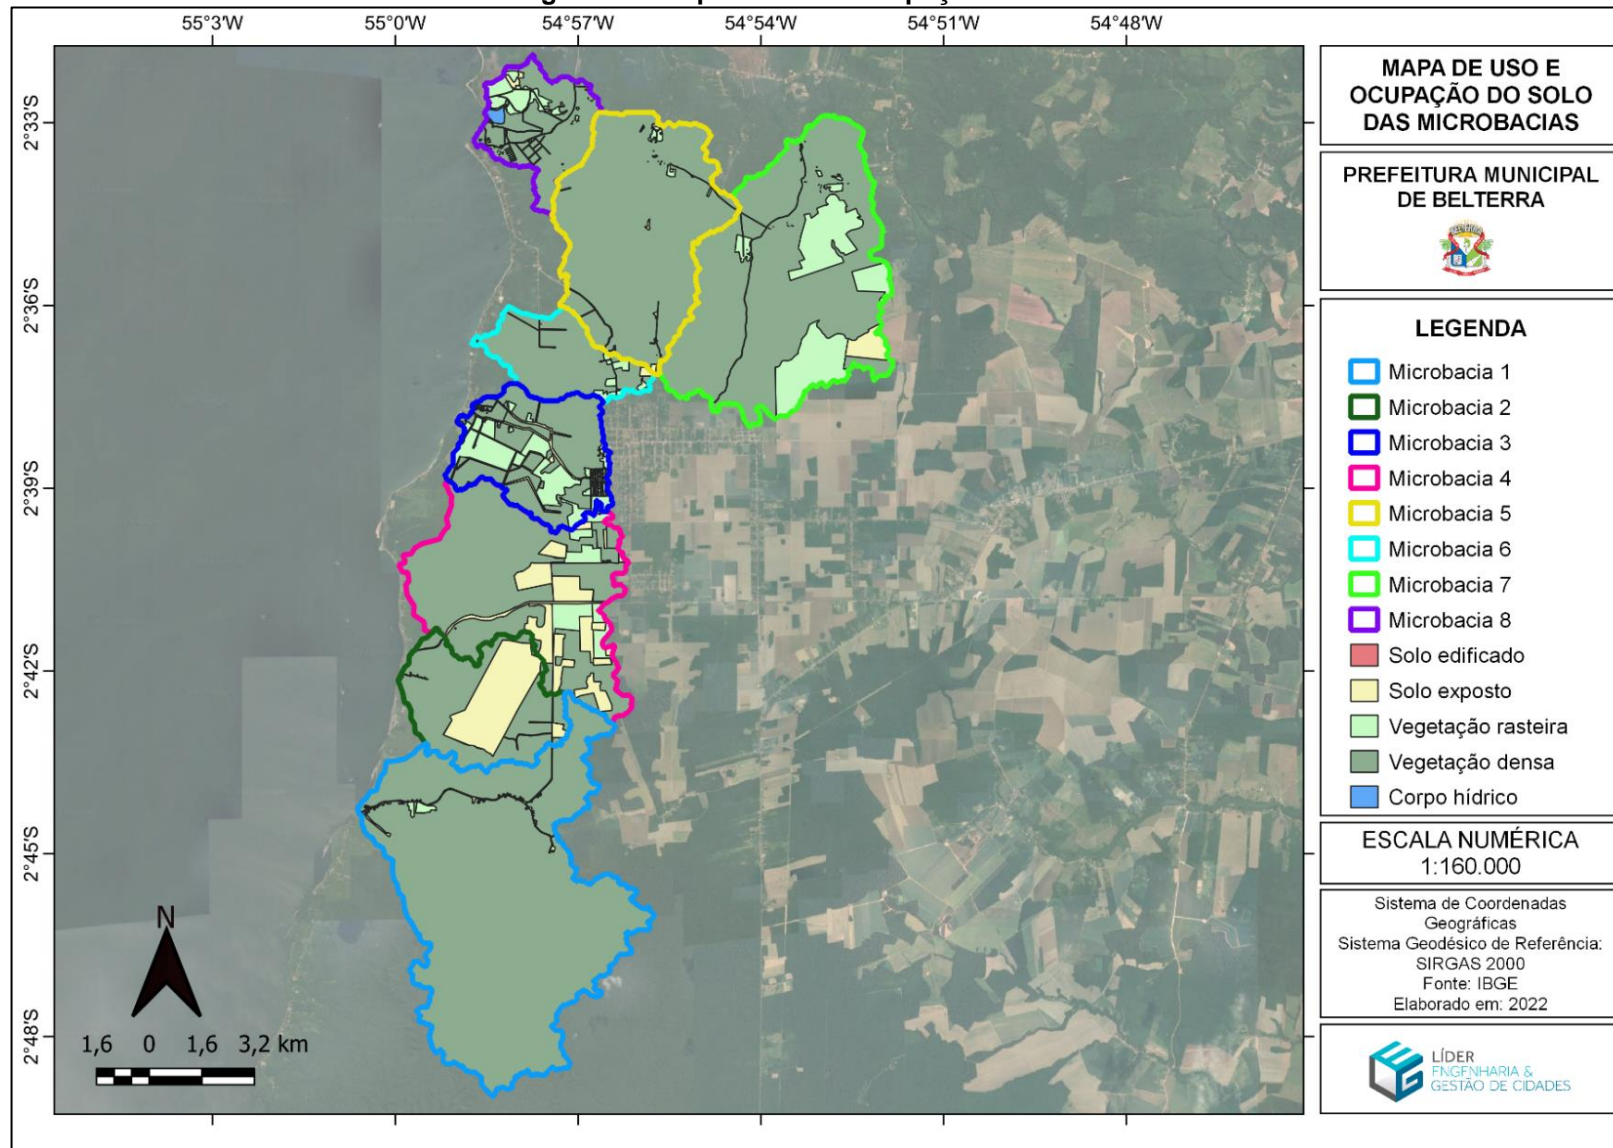 55°3'W 55°0'W 54°57'W 54°54'W 54°51'W 54°48'W
2°33'S
2°36'S
2°39'S
2°42'S
2°45'S
2°48'S
N
1,6 0 1,6 3,2 km
MAPA DE USO E
OCUPAÇÃO DO SOLO
DAS MICROBACIAS
PREFEITURA MUNICIPAL
DE BELTERRA
LEGENDA
Microbacia 1
Microbacia 2
Microbacia 3
Microbacia 4
Microbacia 5
Microbacia 6
Microbacia 7
Microbacia 8
Solo edificado
Solo exposto
Vegetação rasteira
Vegetação densa
Corpo hídrico
ESCALA NUMÉRICA
1:160.000
Sistema de Coordenadas
Geográficas
Sistema Geodésico de Referência:
SIRGAS 2000
Fonte: IBGE
Elaborado em: 2022
LÍDER
ENGENHARIA &
GESTÃO DE CIDADES